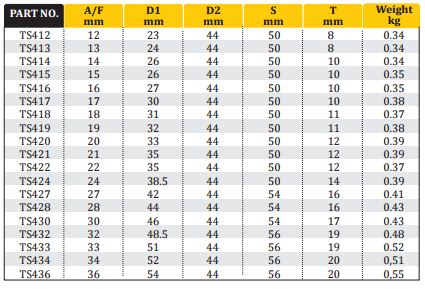 PART NO. A/F mm D1 mm D2 mm S mm T mm Weight kg
TS412 12 23 44 50 8 0.34
TS413 13 24 44 50 8 0.34
TS414 14 26 44 50 10 0.34
TS415 15 26 44 50 10 0.35
TS416 16 27 44 50 10 0.35
TS417 17 30 44 50 10 0.38
TS418 18 31 44 50 11 0.37
TS419 19 32 44 50 11 0.38
TS420 20 33 44 50 12 0.39
TS421 21 35 44 50 12 0.39
TS422 22 35 44 50 12 0.37
TS424 24 38.5 44 50 14 0.39
TS427 27 42 44 54 16 0.41
TS428 28 44 44 54 16 0.43
TS430 30 46 44 54 17 0.43
TS432 32 48.5 44 56 19 0.48
TS433 33 51 44 56 19 0.52
TS434 34 52 44 56 20 0,51
TS436 36 54 44 56 20 0,55